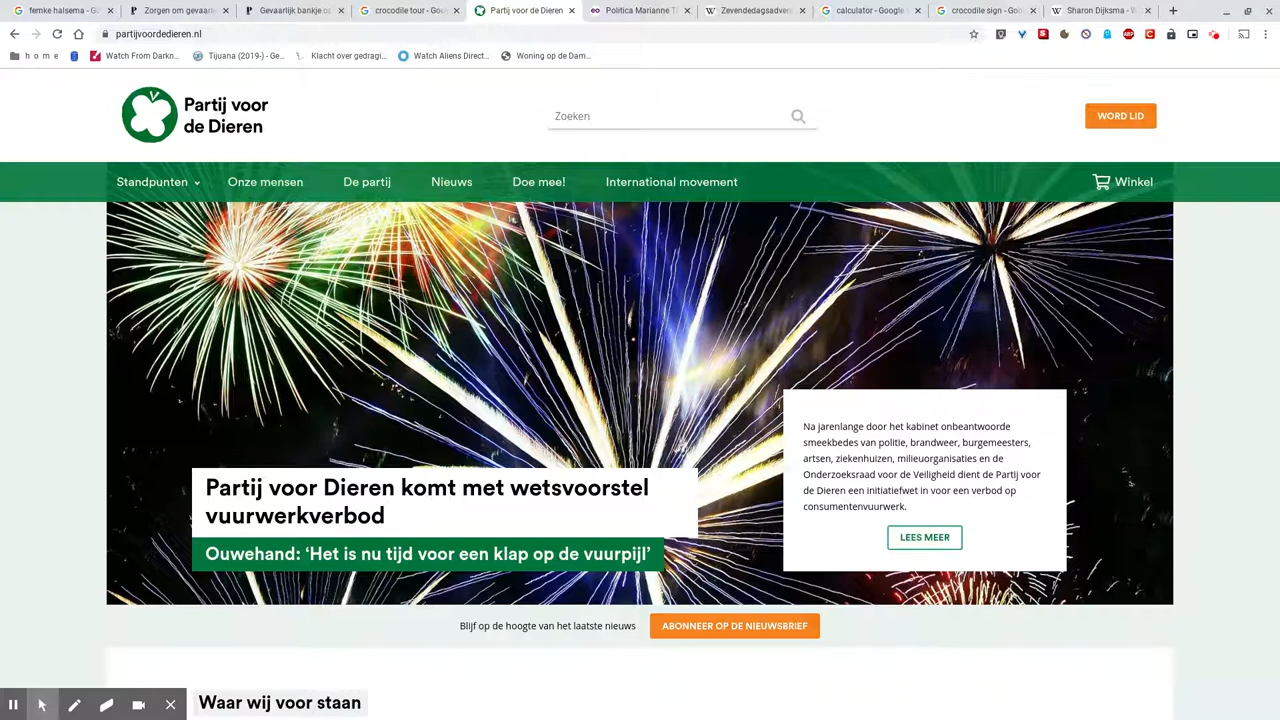 femke halsema - G
Zorgen om gevaarli
Gevaarlijk bankje op
crocodile tour - Goo
Partij voor de Dieren
Política Marianne T
Zevendedagsadven
calculator - Google
crocodile sign - Goo
Sharon Dijksma - W
partijvoordedieren.nl
h o m e
Watch From Darkn...
Tijuana (2019-) - Ge...
Klacht over gedragi...
Watch Aliens Direct...
Woning op de Dam...
Partij voor
de Dieren
Zoeken
WORD LID
Standpunten
Onze mensen
De partij
Nieuws
Doe mee!
International movement
Winkel
Na jarenlange door het kabinet onbeantwoorde
smeekbedes van politie, brandweer, burgemeesters,
artsen, ziekenhuizen, milieuorganisaties en de
Onderzoeksraad voor de Veiligheid dient de Partij voor
de Dieren een initiatiefwet in voor een verbod op
consumentenvuurwerk.
LEES MEER
Partij voor Dieren komt met wetsvoorstel
vuurwerkverbod
Ouwehand: ‘Het is nu tijd voor een klap op de vuurpijl’
Blijf op de hoogte van het laatste nieuws
ABONNEER OP DE NIEUWSBRIEF
Waar wij voor staan